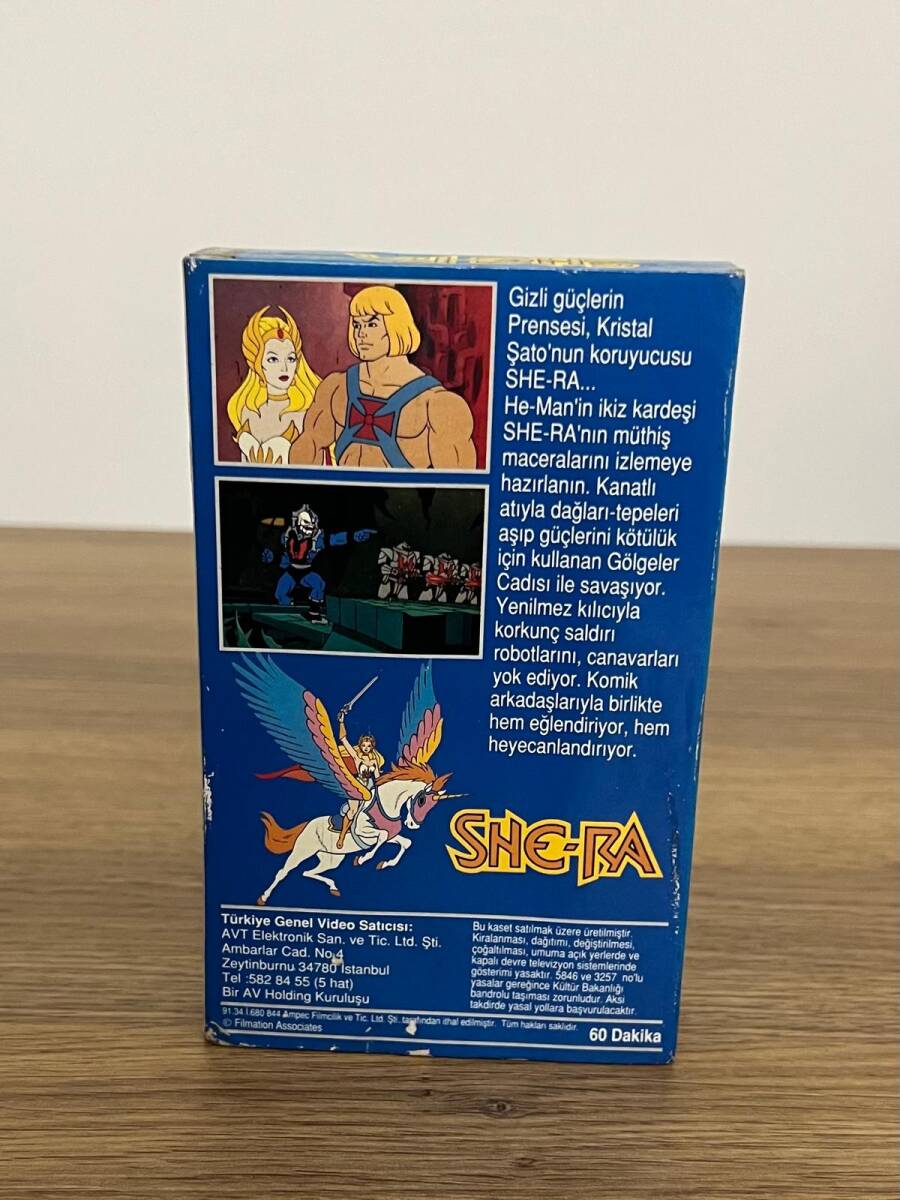 Gizli güçlerin
Prensesi, Kristal
Şato'nun koruyucusu
SHE-RA...
He-Man'in ikiz kardeşi
SHE-RA'nın müthiş
maceralarını izlemeye
hazırlanın. Kanatlı
atıyla dağları-tepeleri
aşıp güçlerini kötülük
için kullanan Gölgeler
Cadısı ile savaşıyor.
Yenilmez kılıcıyla
korkunç saldırı
robotlarını, canavarları
yok ediyor. Komik
arkadaşlarıyla birlikte
hem eğlendiriyor, hem
heyecanlandırıyor.
SHE-RA
Türkiye Genel Video Satıcısı:
AVT Elektronik San. ve Tic. Ltd. Şti.
Ambarlar Cad. No.4
Zeytinburnu 34780 İstanbul
Tel :582 84 55 (5 hat)
Bir AV Holding Kuruluşu
Bu kaset satılmak üzere üretilmiştir.
Kiralanması, dağıtımı, değiştirilmesi,
çoğaltılması, umuma açık yerlerde ve
kapalı devre televizyon sistemlerinde
gösterimi yasaktır. 5846 ve 3257 no'lu
yasalar gereğince Kültür Bakanlığı
bandrolu taşıması zorunludur. Aksi
takdirde yasal yollara başvurulacaktır.
91.34.I.680 844 Ampec Filmcilik ve Tic. Ltd. Şti. tarafından ithal edilmiştir. Tüm hakları saklıdır.
© Filmation Associates
60 Dakika